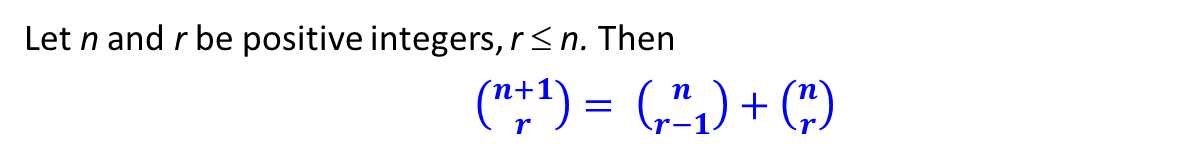 Let n and r be positive integers, r ≤ n. Then
(n+1 r) = (n r−1) + (n r)